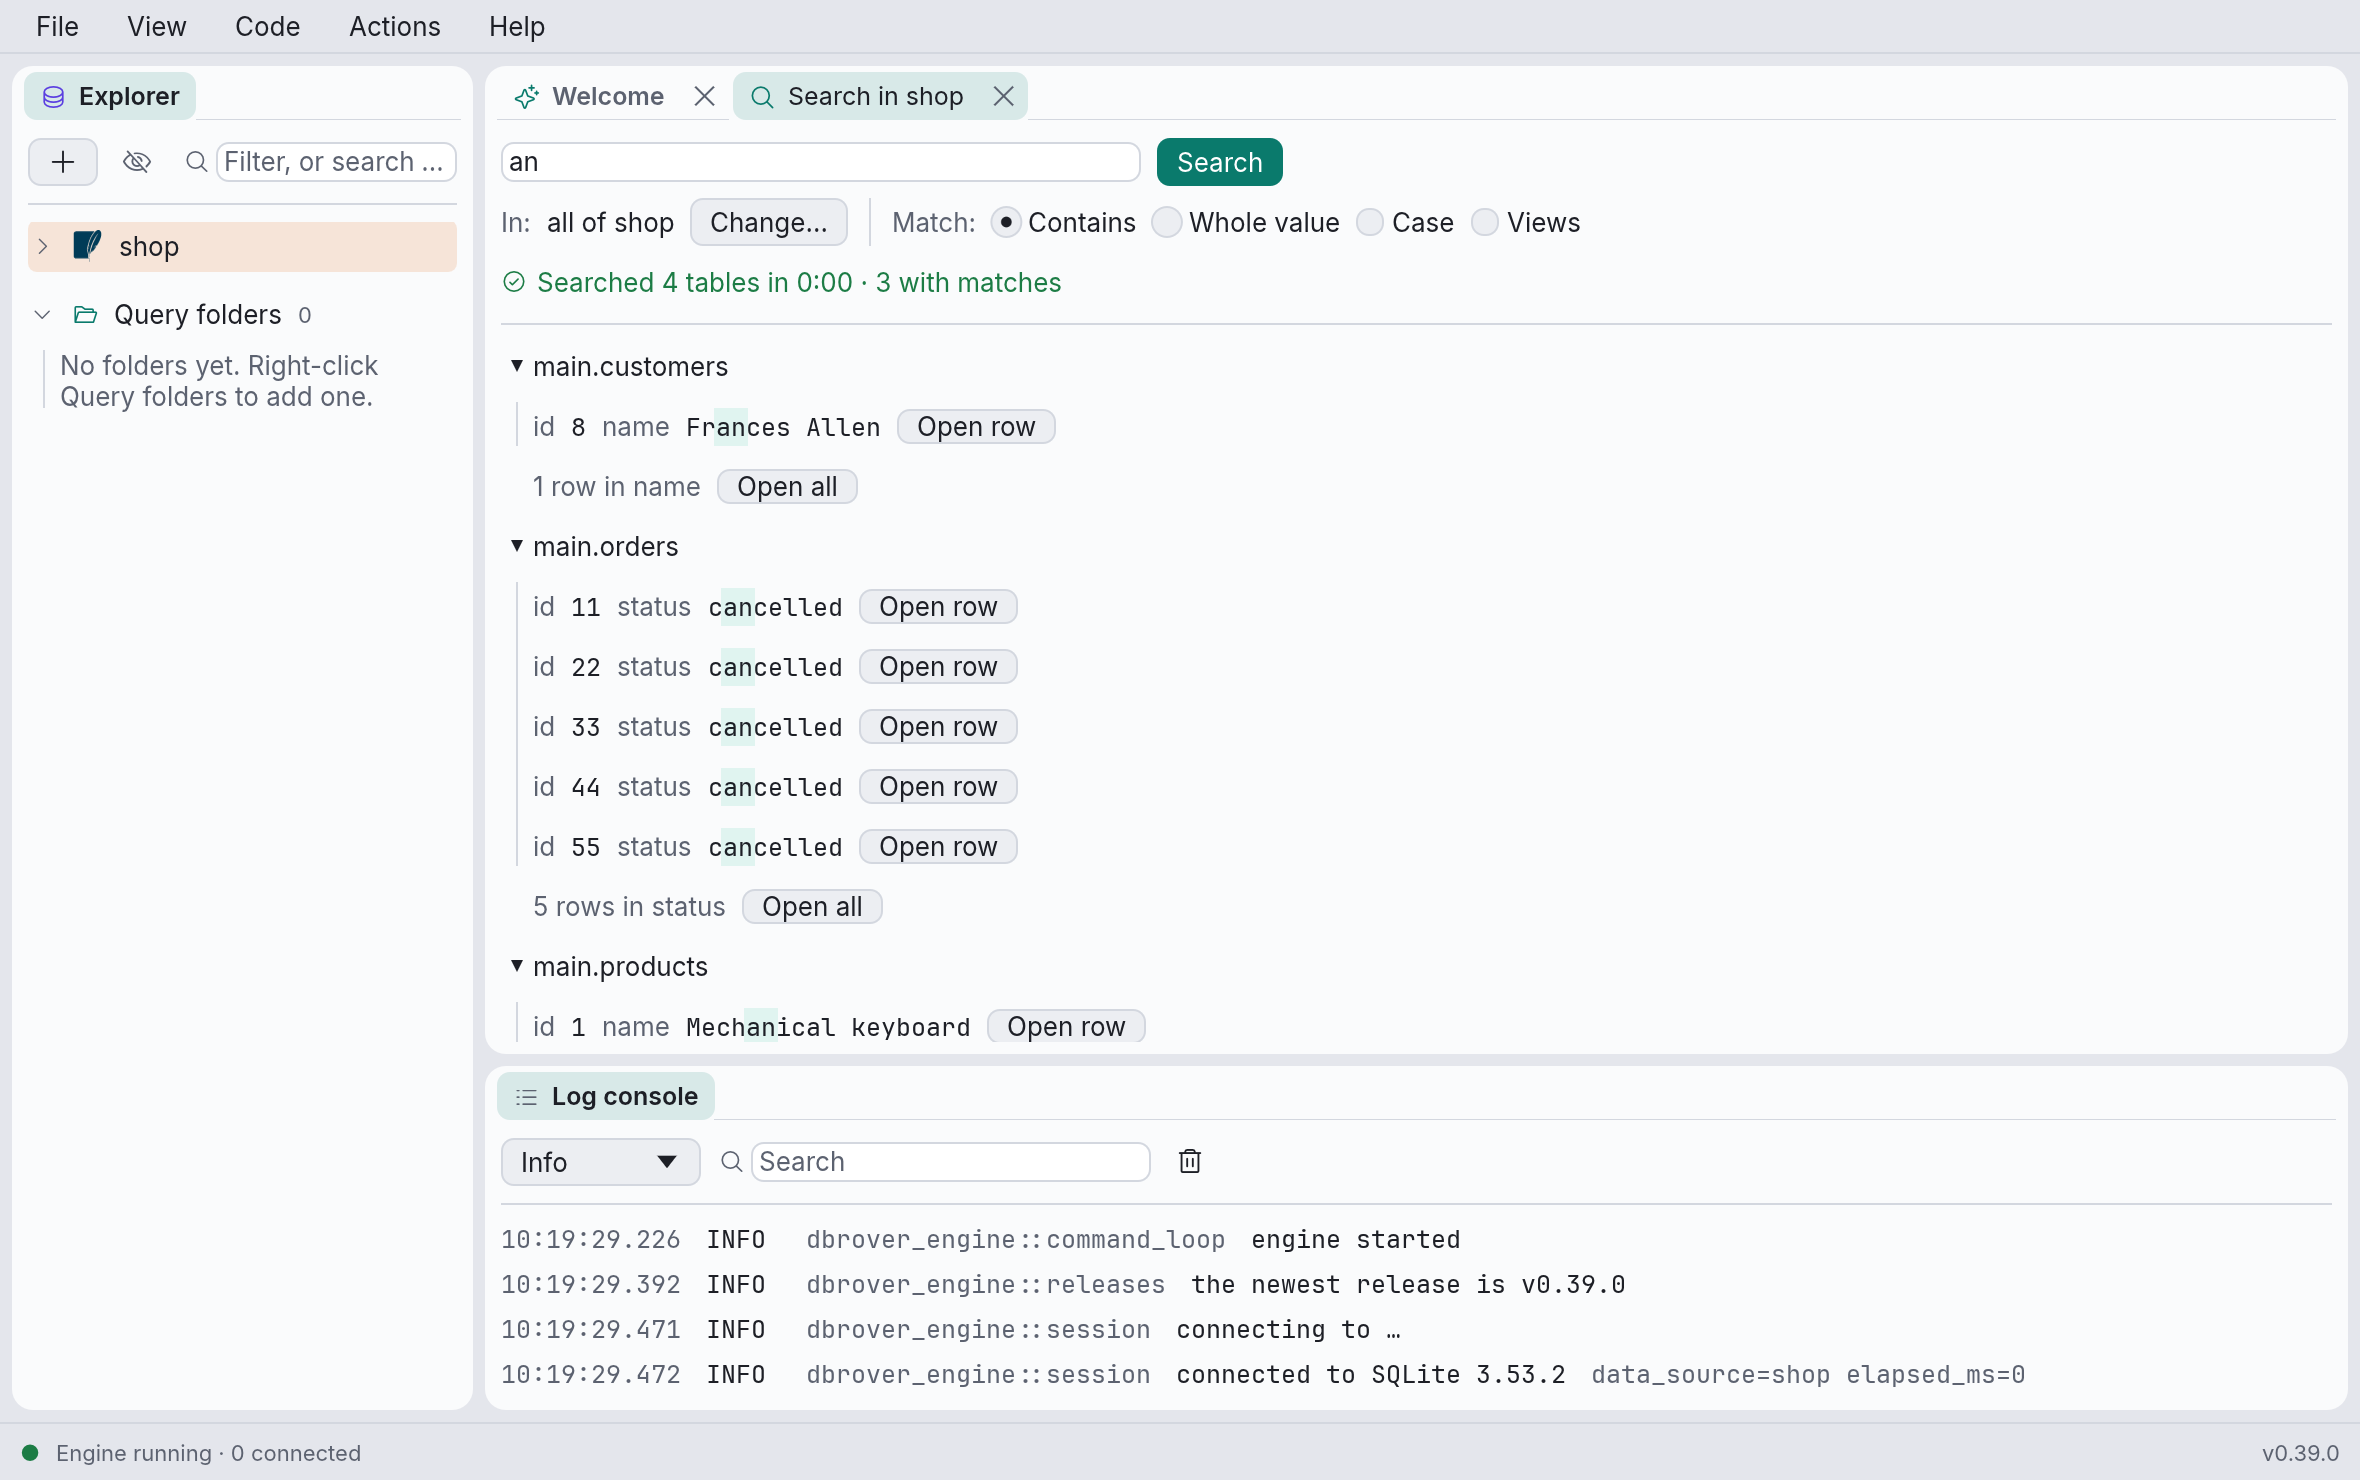 File View Code Actions Help
Explorer
Filter, or search ...
shop
Query folders 0
No folders yet. Right-click
Query folders to add one.
Welcome Search in shop
an Search
In: all of shop Change... Match: Contains Whole value Case Views
Searched 4 tables in 0:00 · 3 with matches
main.customers
id 8 name Frances Allen Open row
1 row in name Open all
main.orders
id 11 status cancelled Open row
id 22 status cancelled Open row
id 33 status cancelled Open row
id 44 status cancelled Open row
id 55 status cancelled Open row
5 rows in status Open all
main.products
id 1 name Mechanical keyboard Open row
Log console
Info Search
10:19:29.226 INFO dbrover_engine::command_loop engine started
10:19:29.392 INFO dbrover_engine::releases the newest release is v0.39.0
10:19:29.471 INFO dbrover_engine::session connecting to …
10:19:29.472 INFO dbrover_engine::session connected to SQLite 3.53.2 data_source=shop elapsed_ms=0
Engine running · 0 connected v0.39.0